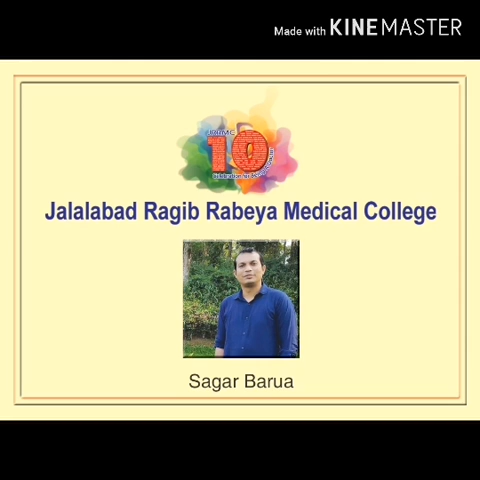 Made with KINEMASTER
JRRMC
10
Jalalabad Ragib Rabeya Medical College
Sagar Barua